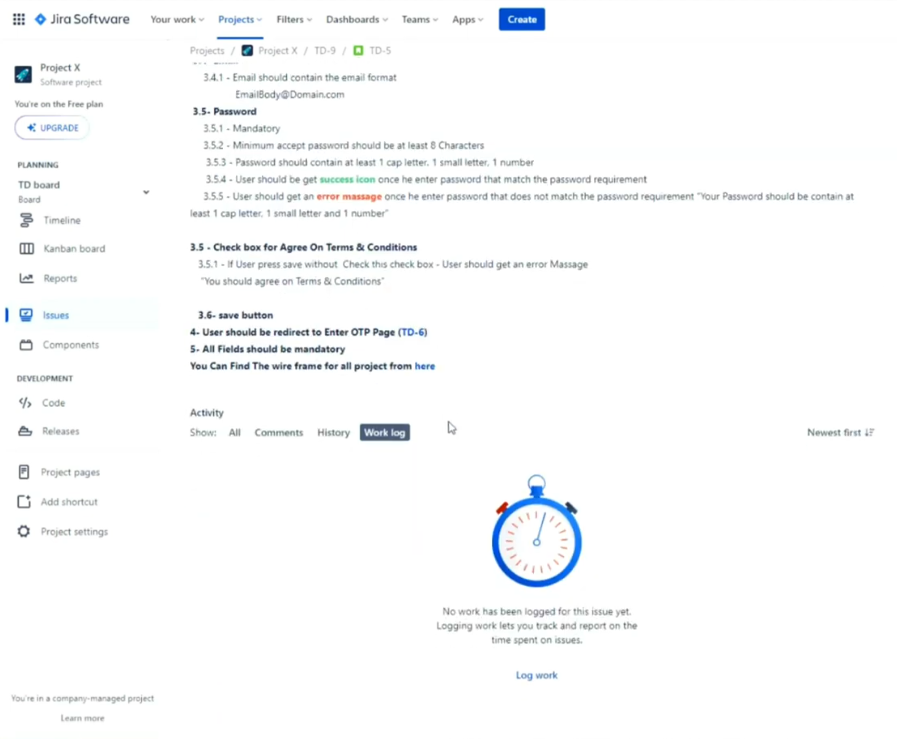 Jira Software Your work Projects Filters Dashboards Teams Apps Create
Projects / Project X / TD-9 / TD-5
Project X
Software project
You're on the Free plan
UPGRADE
PLANNING
TD board
Board
Timeline
Kanban board
Reports
Issues
Components
DEVELOPMENT
Code
Releases
Project pages
Add shortcut
Project settings
You're in a company-managed project
Learn more
3.4.1 - Email should contain the email format
EmailBody@Domain.com
3.5- Password
3.5.1 - Mandatory
3.5.2 - Minimum accept password should be at least 8 Characters
3.5.3 - Password should contain at least 1 cap letter, 1 small letter, 1 number
3.5.4 - User should be get success icon once he enter password that match the password requirement
3.5.5 - User should get an error massage once he enter password that does not match the password requirement "Your Password should be contain at
least 1 cap letter, 1 small letter and 1 number"
3.5 - Check box for Agree On Terms & Conditions
3.5.1 - If User press save without Check this check box - User should get an error Massage
"You should agree on Terms & Conditions"
3.6- save button
4- User should be redirect to Enter OTP Page (TD-6)
5- All Fields should be mandatory
You Can Find The wire frame for all project from here
Activity
Show: All Comments History Work log Newest first
No work has been logged for this issue yet.
Logging work lets you track and report on the
time spent on issues.
Log work